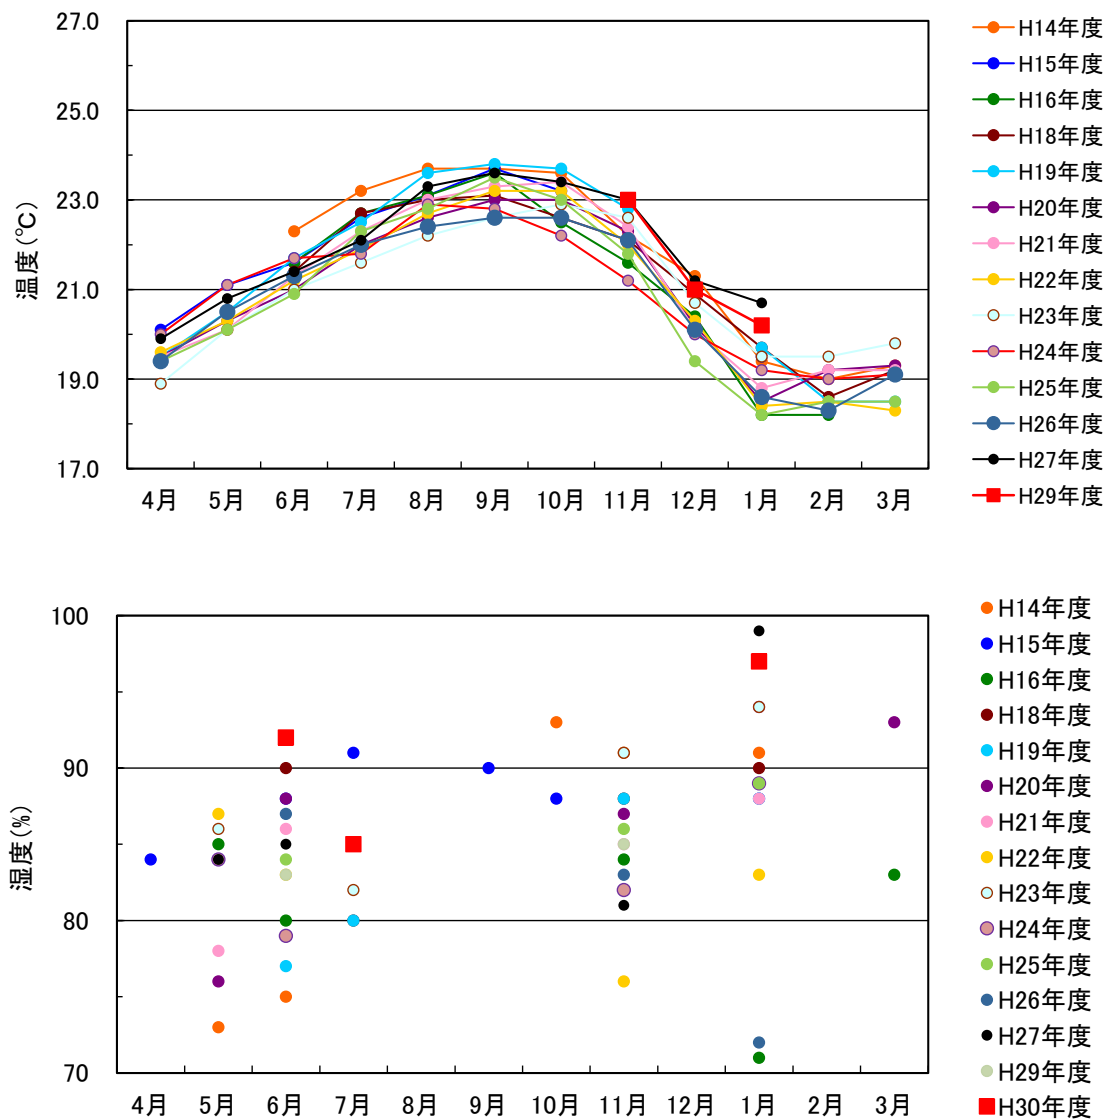 27.0
25.0
23.0
21.0
19.0
17.0
温度(℃)
4月 5月 6月 7月 8月 9月 10月 11月 12月 1月 2月 3月
H14年度
H15年度
H16年度
H18年度
H19年度
H20年度
H21年度
H22年度
H23年度
H24年度
H25年度
H26年度
H27年度
H29年度
100
90
80
70
湿度(%)
4月 5月 6月 7月 8月 9月 10月 11月 12月 1月 2月 3月
H14年度
H15年度
H16年度
H18年度
H19年度
H20年度
H21年度
H22年度
H23年度
H24年度
H25年度
H26年度
H27年度
H29年度
H30年度